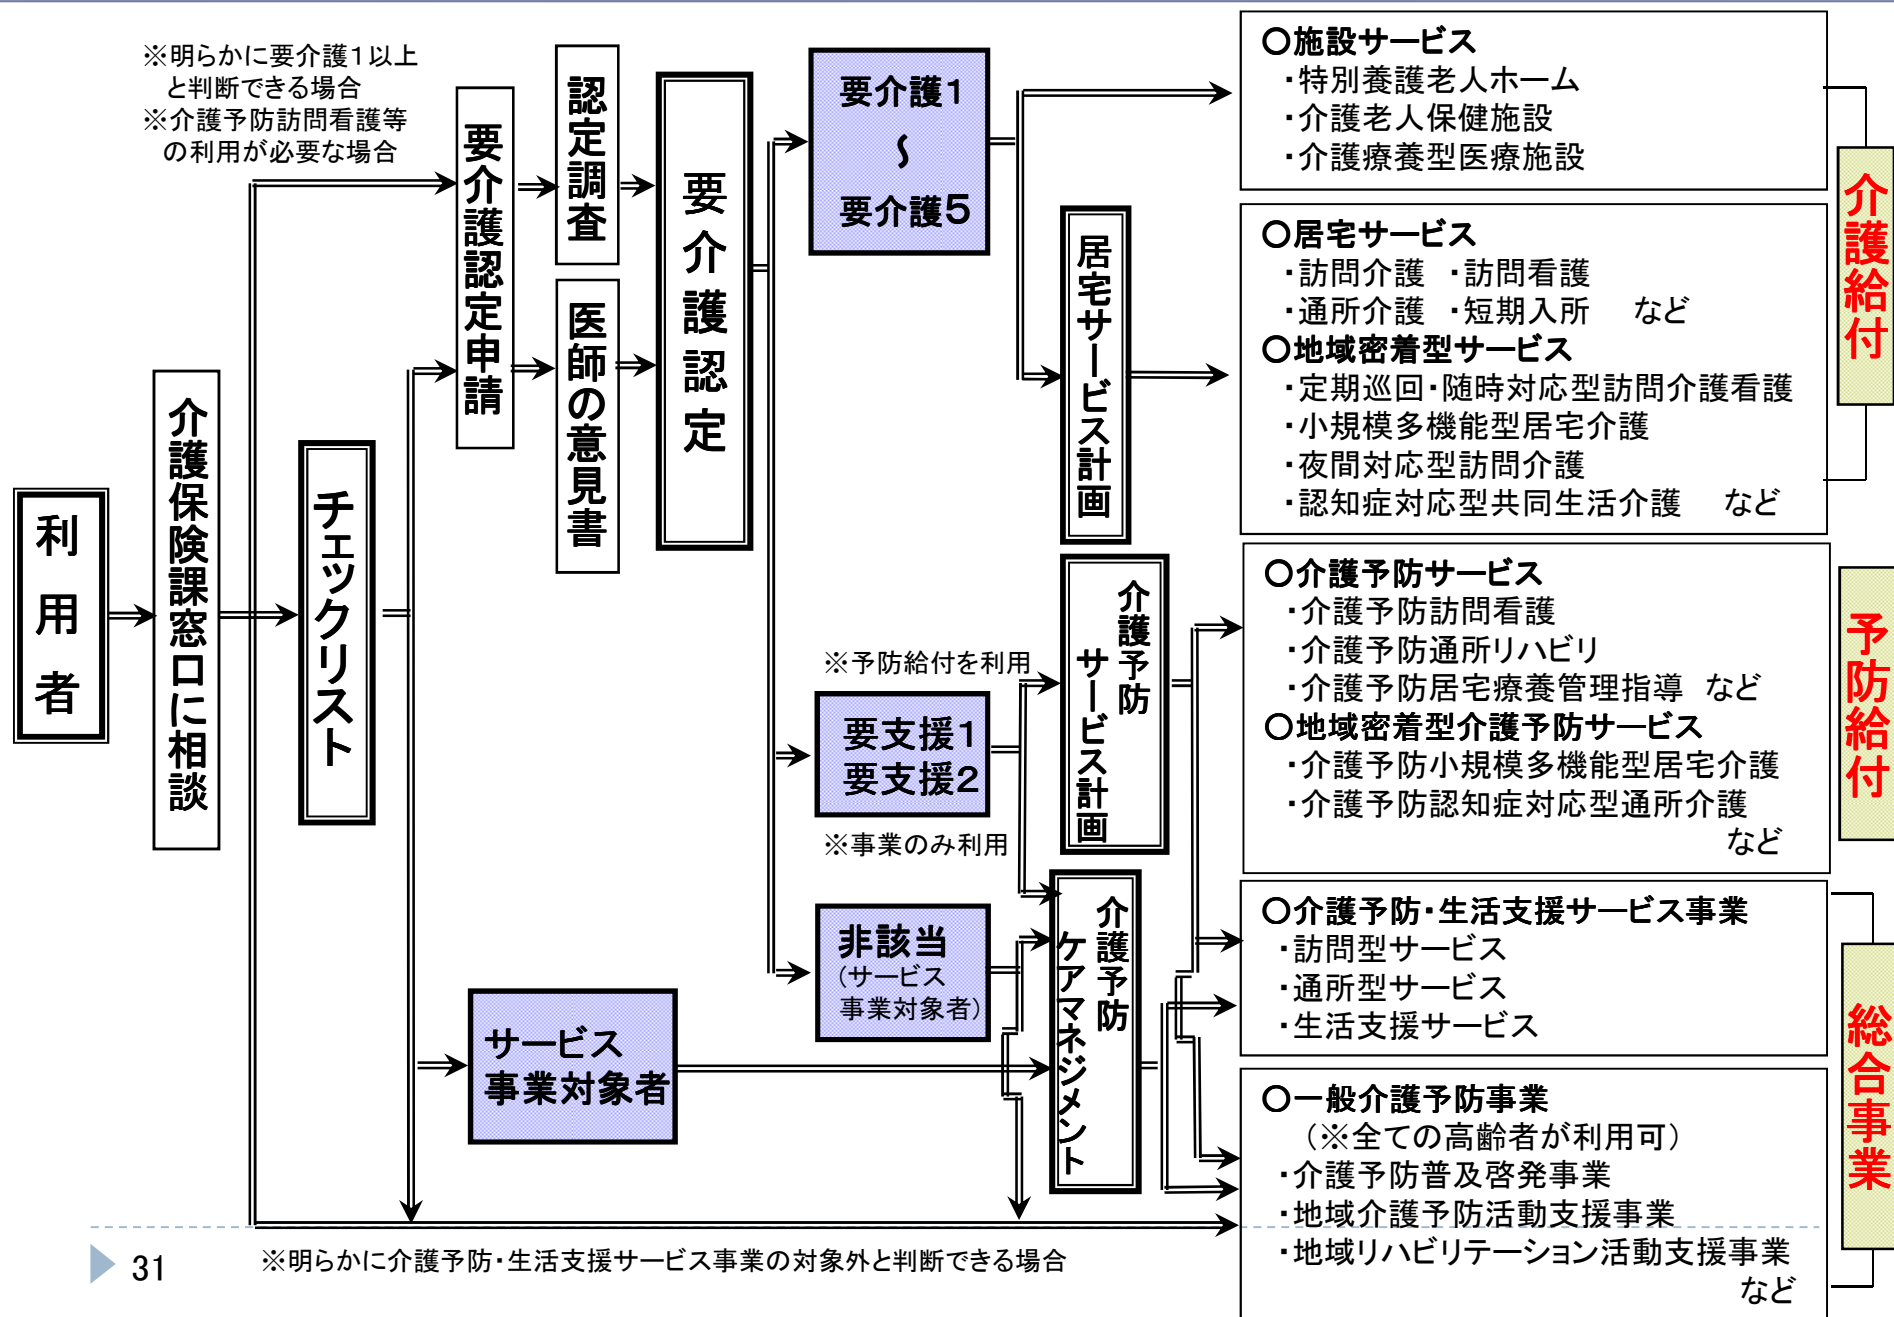 ※明らかに要介護1以上
と判断できる場合
※介護予防訪問看護等
の利用が必要な場合
利用者
介護保険課窓口に相談
チェックリスト
要介護認定申請
認定調査
医師の意見書
要介護認定
要介護1
～
要介護5
※予防給付を利用
要支援1
要支援2
※事業のみ利用
非該当
(サービス
事業対象者)
サービス
事業対象者
居宅サービス計画
介護予防
サービス計画
介護予防
ケアマネジメント
○施設サービス
・特別養護老人ホーム
・介護老人保健施設
・介護療養型医療施設
○居宅サービス
・訪問介護 ・訪問看護
・通所介護 ・短期入所 など
○地域密着型サービス
・定期巡回・随時対応型訪問介護看護
・小規模多機能型居宅介護
・夜間対応型訪問介護
・認知症対応型共同生活介護 など
介護給付
○介護予防サービス
・介護予防訪問看護
・介護予防通所リハビリ
・介護予防居宅療養管理指導 など
○地域密着型介護予防サービス
・介護予防小規模多機能型居宅介護
・介護予防認知症対応型通所介護
など
予防給付
○介護予防・生活支援サービス事業
・訪問型サービス
・通所型サービス
・生活支援サービス
○一般介護予防事業
(※全ての高齢者が利用可)
・介護予防普及啓発事業
・地域介護予防活動支援事業
・地域リハビリテーション活動支援事業
など
総合事業
31
※明らかに介護予防・生活支援サービス事業の対象外と判断できる場合